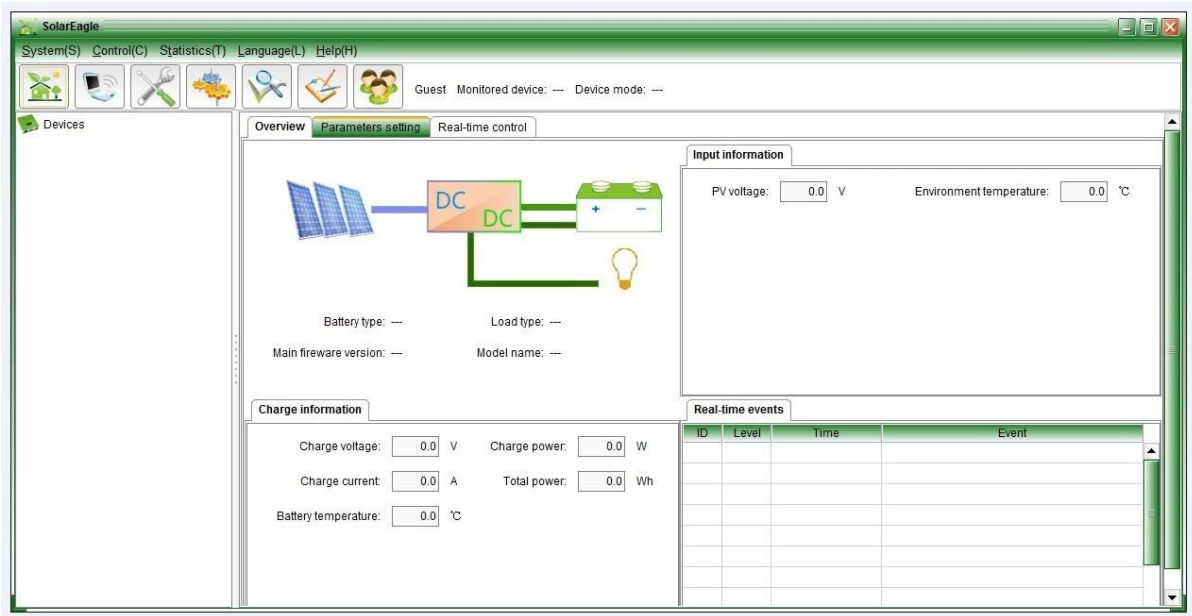 SolarEagle
System(S) Control(C) Statistics(T) Language(L) Help(H)
Guest Monitored device: --- Device mode: ---
Devices
Overview Parameters setting Real-time control
DC
DC
+ −
Battery type: --- Load type: ---
Main fireware version: --- Model name: ---
Input information
PV voltage: 0.0 V Environment temperature: 0.0 ℃
Charge information
Charge voltage: 0.0 V Charge power: 0.0 W
Charge current: 0.0 A Total power: 0.0 Wh
Battery temperature: 0.0 ℃
Real-time events
ID Level Time Event